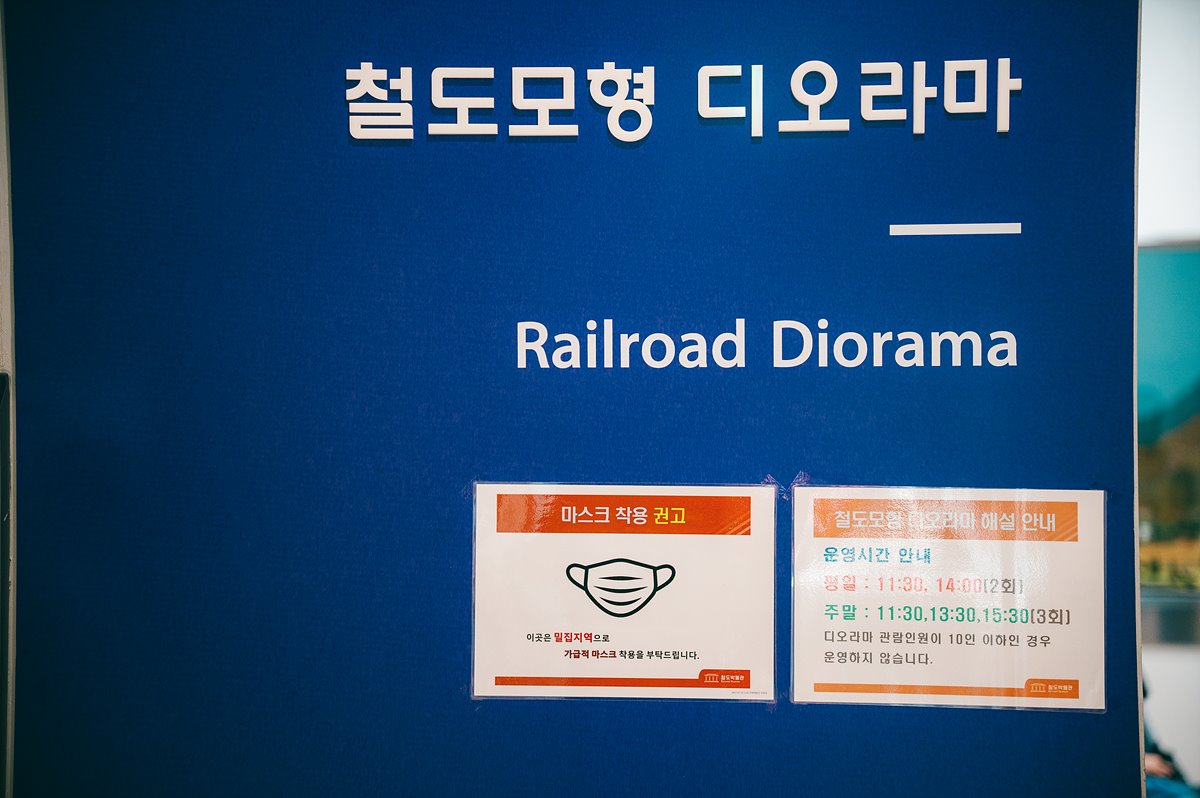 철도모형 디오라마
Railroad Diorama
마스크 착용 권고
이곳은 밀집지역으로
가급적 마스크 착용을 부탁드립니다.
철도박물관
철도모형 디오라마 해설 안내
운영시간 안내
평일 : 11:30, 14:00(2회)
주말 : 11:30,13:30,15:30(3회)
디오라마 관람인원이 10인 이하인 경우
운영하지 않습니다.
철도박물관